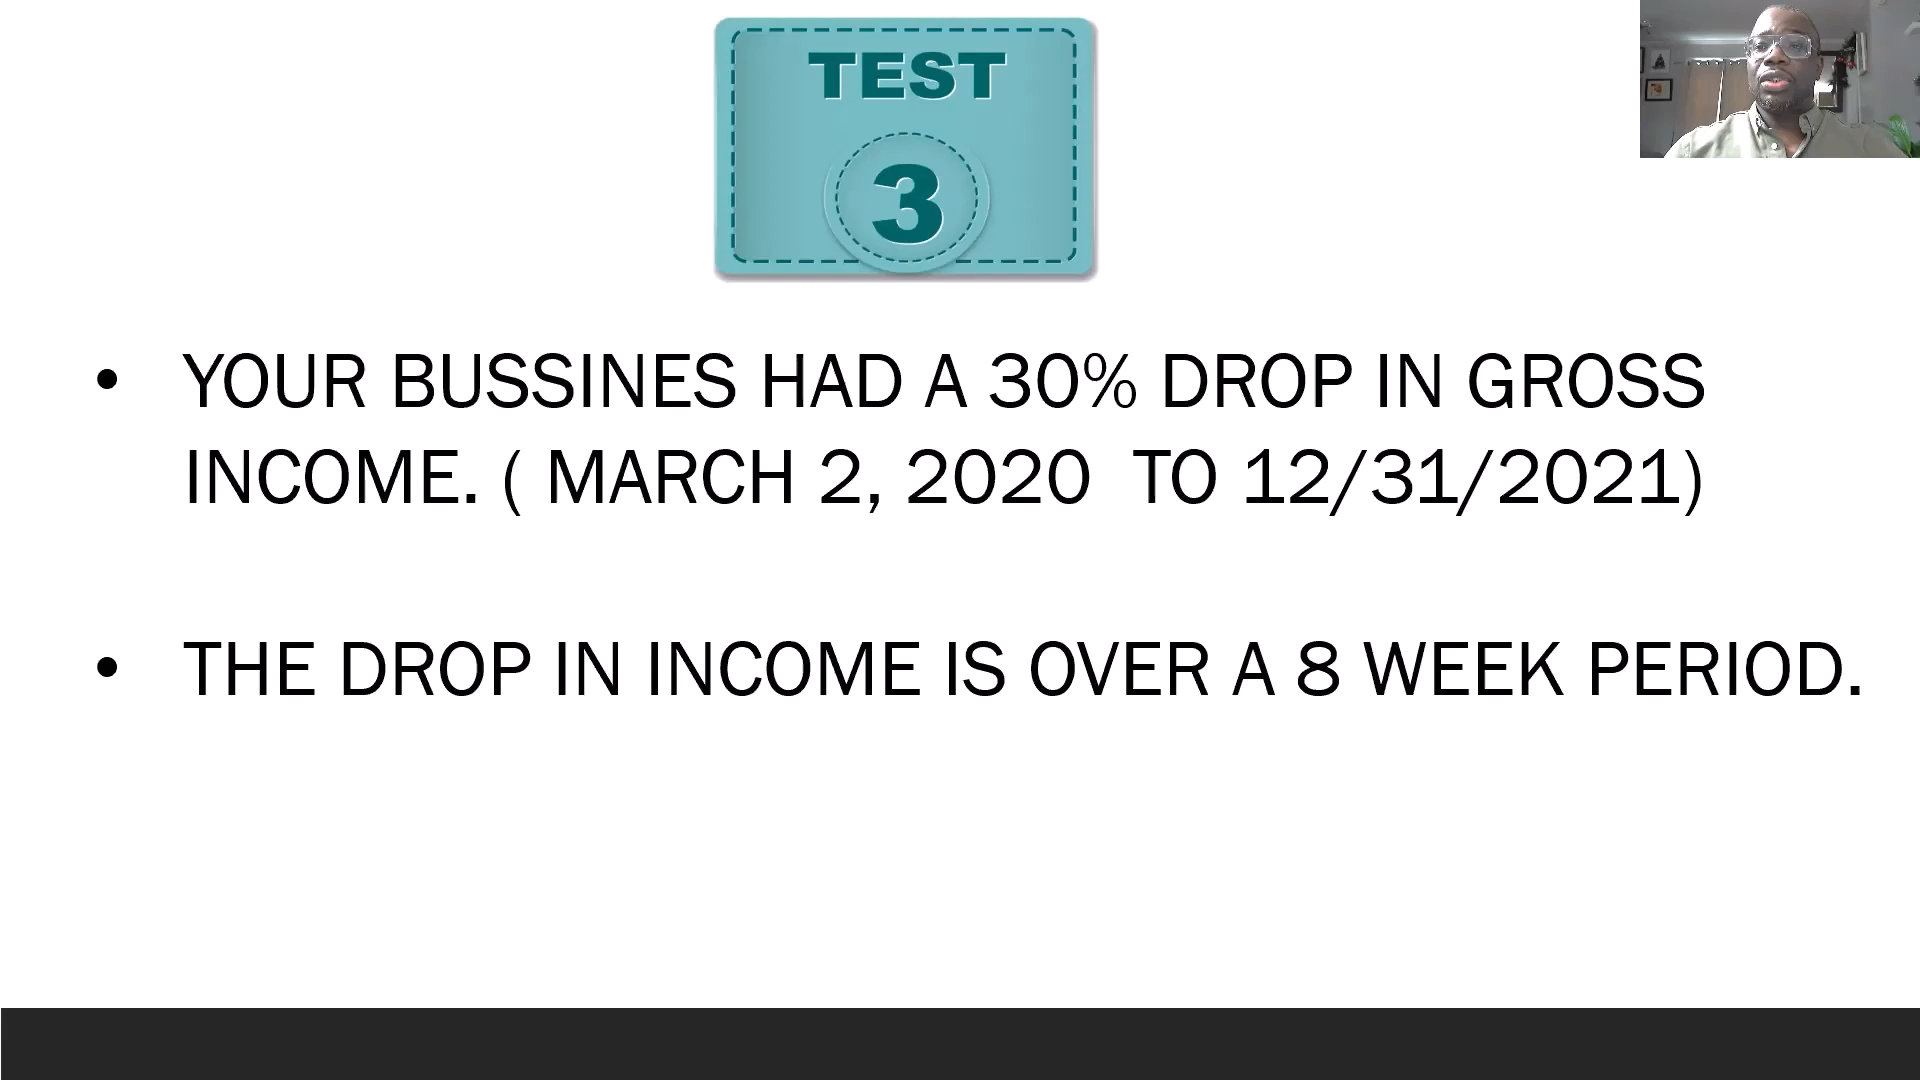 TEST
3
• YOUR BUSSINES HAD A 30% DROP IN GROSS
INCOME. ( MARCH 2, 2020 TO 12/31/2021)
• THE DROP IN INCOME IS OVER A 8 WEEK PERIOD.